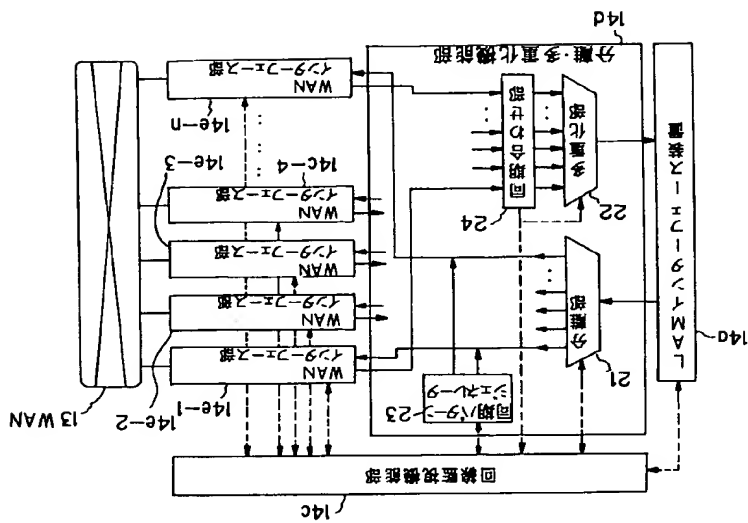 14c
回線監視機能部
14a
LAMインターフェース装置
21
分離部
同期パターン23
ジェネレータ
14e-1
WAN
インターフェース部
14e-2
WAN
インターフェース部
13 WAN
WAN
インターフェース部
14e-3
WAN
インターフェース部
14c-4
22
多重化部
24
同期合わせ部
14e-n
WAN
インターフェース部
分離・多重化機能部
14d